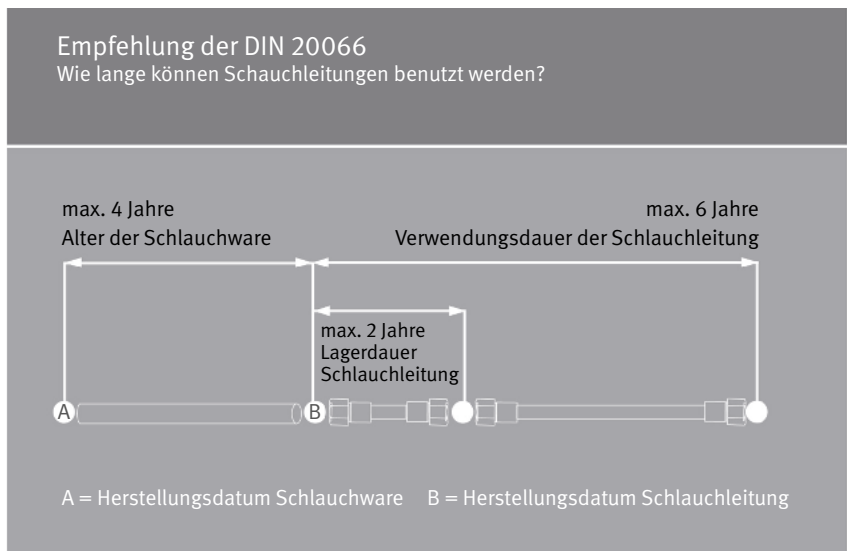 Empfehlung der DIN 20066
Wie lange können Schauchleitungen benutzt werden?
max. 4 Jahre
Alter der Schlauchware
max. 6 Jahre
Verwendungsdauer der Schlauchleitung
max. 2 Jahre
Lagerdauer
Schlauchleitung
A
B
A = Herstellungsdatum Schlauchware B = Herstellungsdatum Schlauchleitung